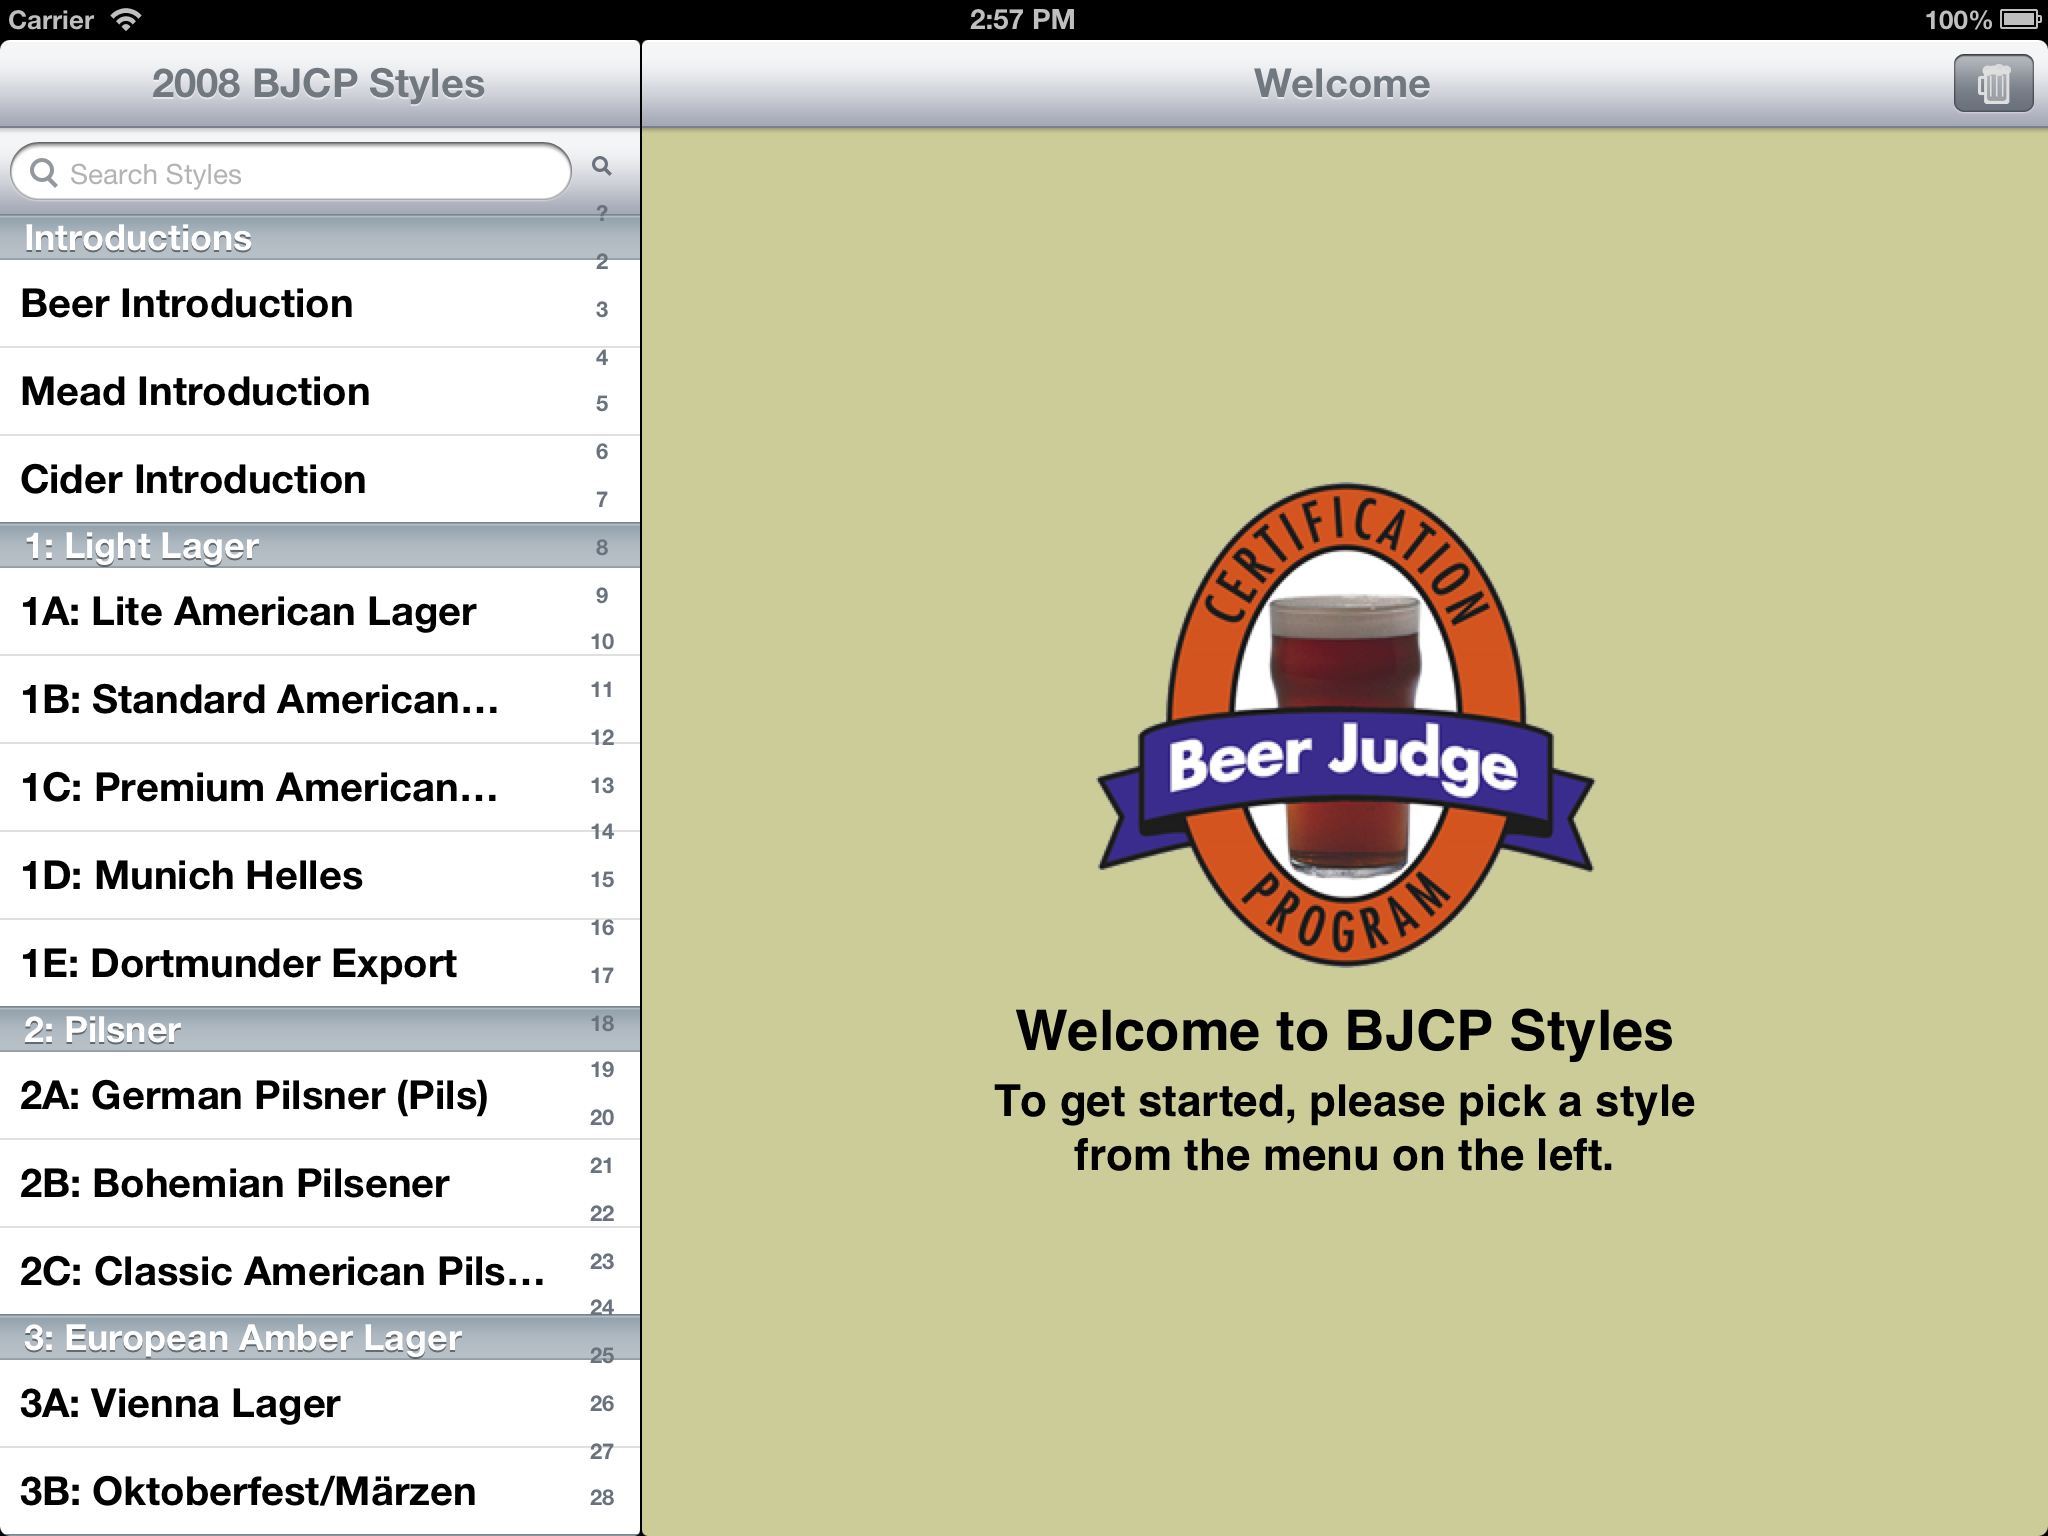 Carrier
2:57 PM
100%
2008 BJCP Styles
Search Styles
Introductions
Beer Introduction
Mead Introduction
Cider Introduction
1: Light Lager
1A: Lite American Lager
1B: Standard American…
1C: Premium American…
1D: Munich Helles
1E: Dortmunder Export
2: Pilsner
2A: German Pilsner (Pils)
2B: Bohemian Pilsener
2C: Classic American Pils…
3: European Amber Lager
3A: Vienna Lager
3B: Oktoberfest/Märzen
?
2
3
4
5
6
7
8
9
10
11
12
13
14
15
16
17
18
19
20
21
22
23
24
25
26
27
28
Welcome
CERTIFICATION
Beer Judge
PROGRAM
Welcome to BJCP Styles
To get started, please pick a style
from the menu on the left.